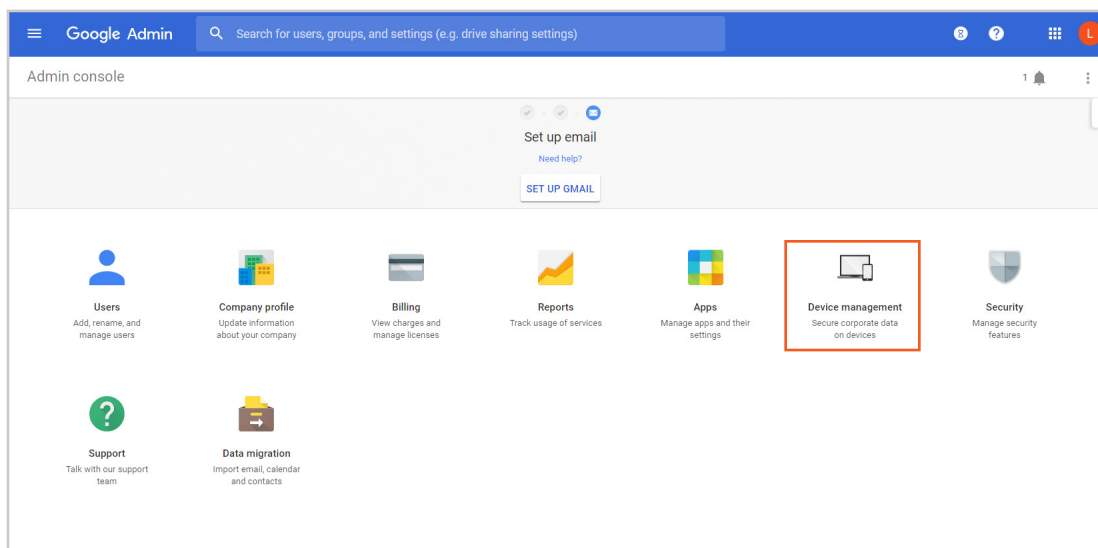 Google Admin
Search for users, groups, and settings (e.g. drive sharing settings)
8
?
L
Admin console
1
Set up email
Need help?
SET UP GMAIL
Users
Add, rename, and
manage users
Company profile
Update information
about your company
Billing
View charges and
manage licenses
Reports
Track usage of services
Apps
Manage apps and their
settings
Device management
Secure corporate data
on devices
Security
Manage security
features
?
Support
Talk with our support
team
Data migration
Import email, calendar
and contacts